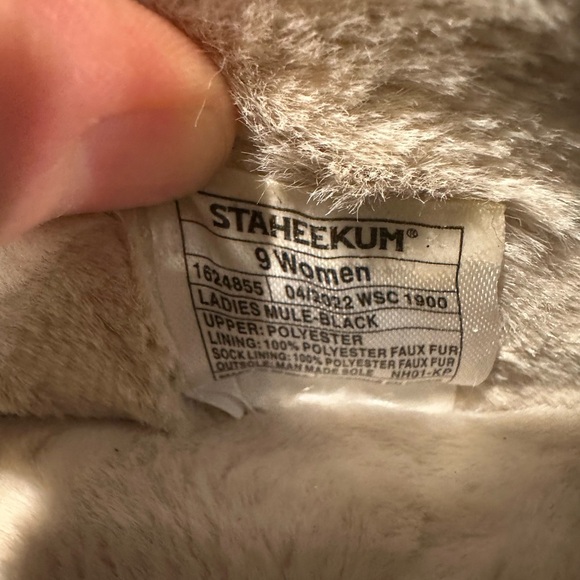 STAHEEKUM®
9 Women
1624855 04/2022 WSC 1900
LADIES MULE-BLACK
UPPER: POLYESTER
LINING: 100% POLYESTER FAUX FUR
SOCK LINING: 100% POLYESTER FAUX FUR
OUTSOLE: MAN MADE SOLE NH01-KP